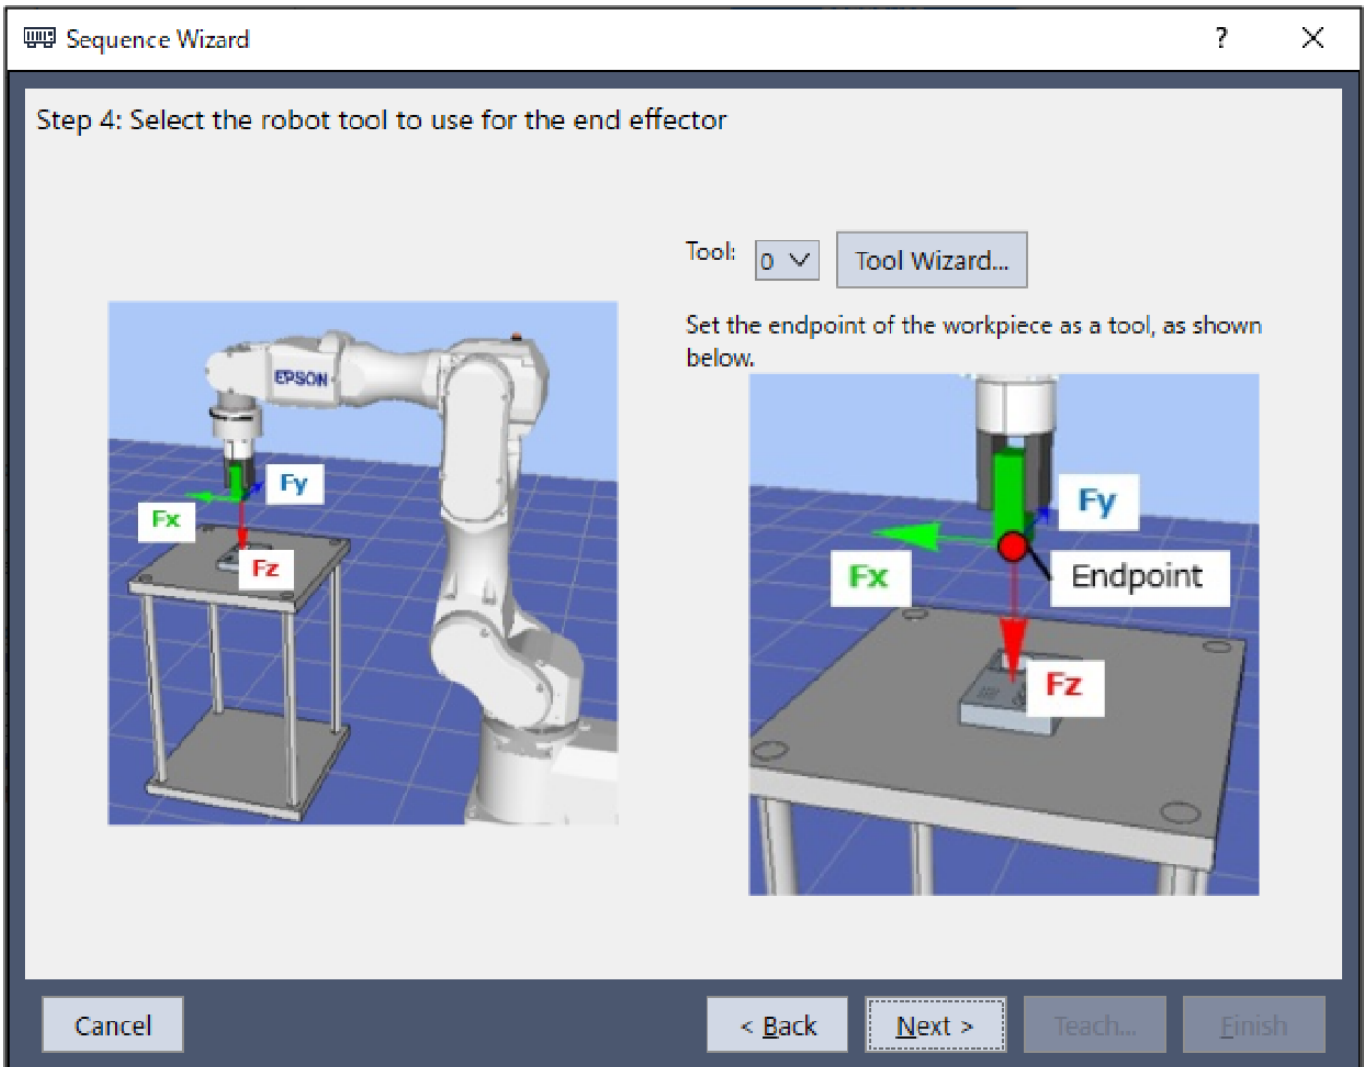 Sequence Wizard
?
Step 4: Select the robot tool to use for the end effector
Tool:
0
Tool Wizard...
Set the endpoint of the workpiece as a tool, as shown
below.
EPSON
Fy
Fx
Fz
Fy
Fx
Endpoint
Fz
Cancel
< Back
Next >
Teach...
Finish